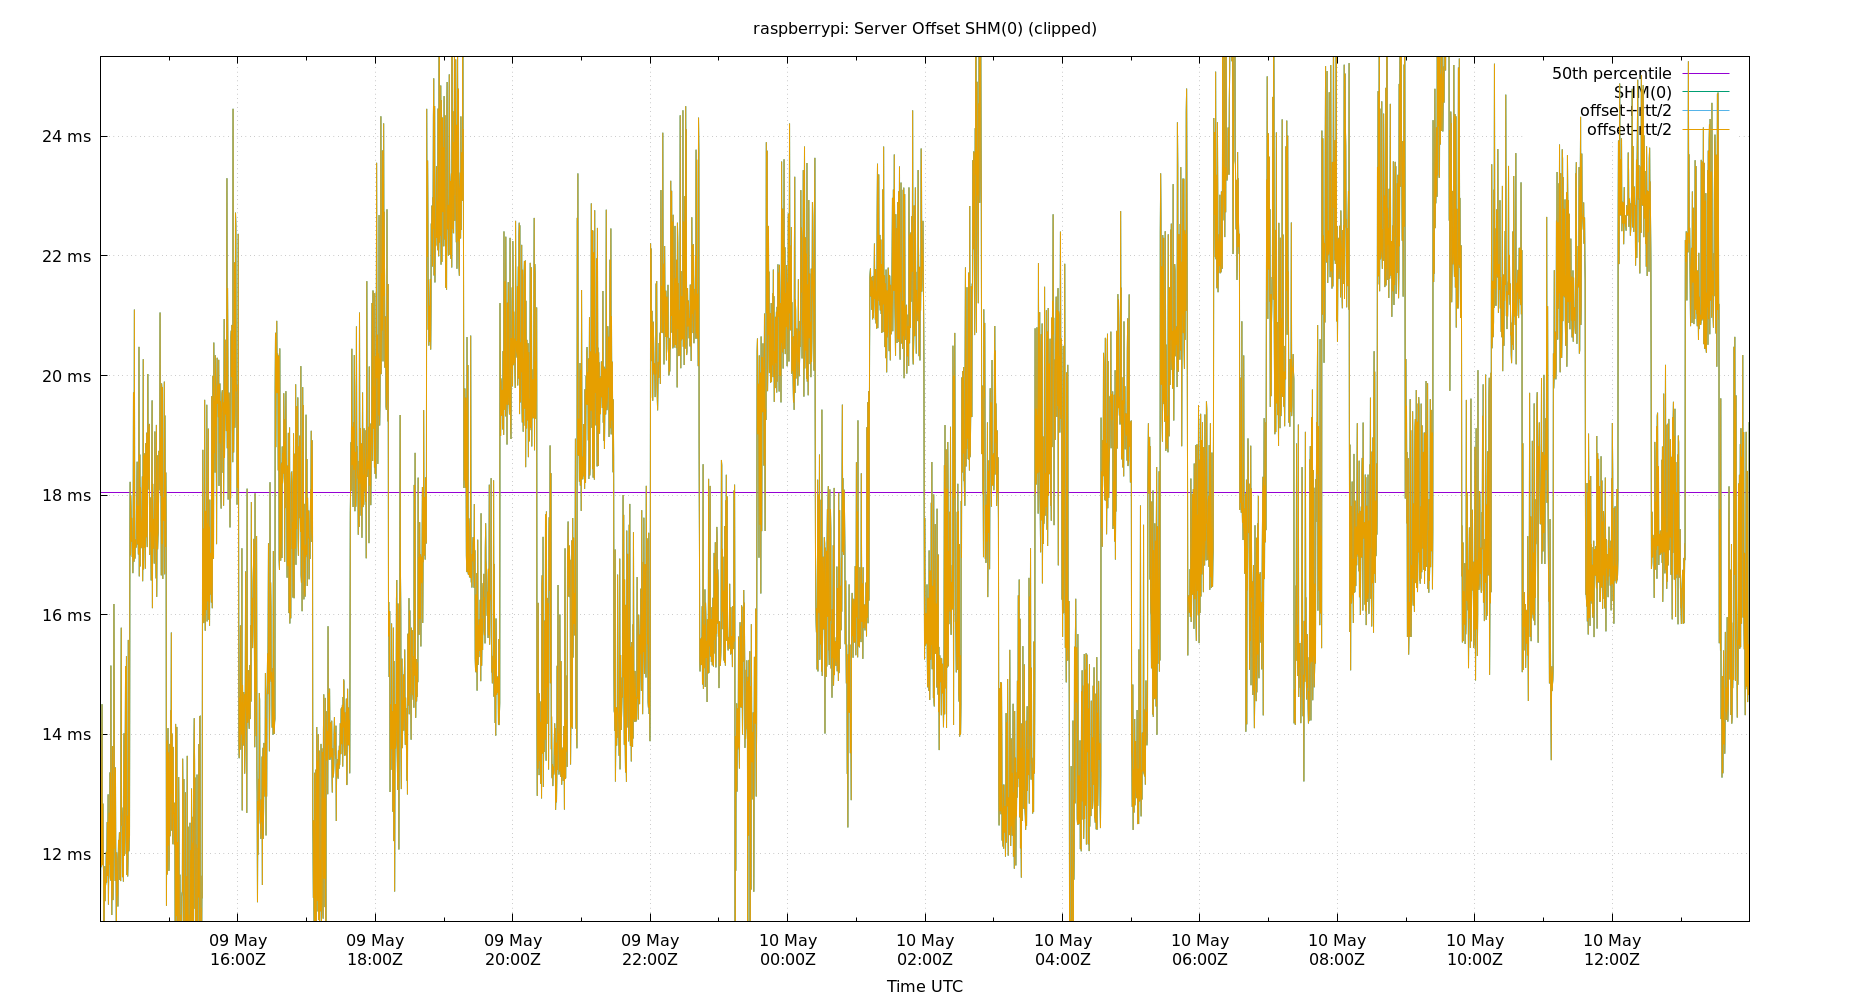 raspberrypi: Server Offset SHM(0) (clipped)
50th percentile
SHM(0)
offset+rtt/2
offset-rtt/2
24 ms
22 ms
20 ms
18 ms
16 ms
14 ms
12 ms
09 May 09 May 09 May 09 May 10 May 10 May 10 May 10 May 10 May 10 May 10 May
16:00Z 18:00Z 20:00Z 22:00Z 00:00Z 02:00Z 04:00Z 06:00Z 08:00Z 10:00Z 12:00Z
Time UTC